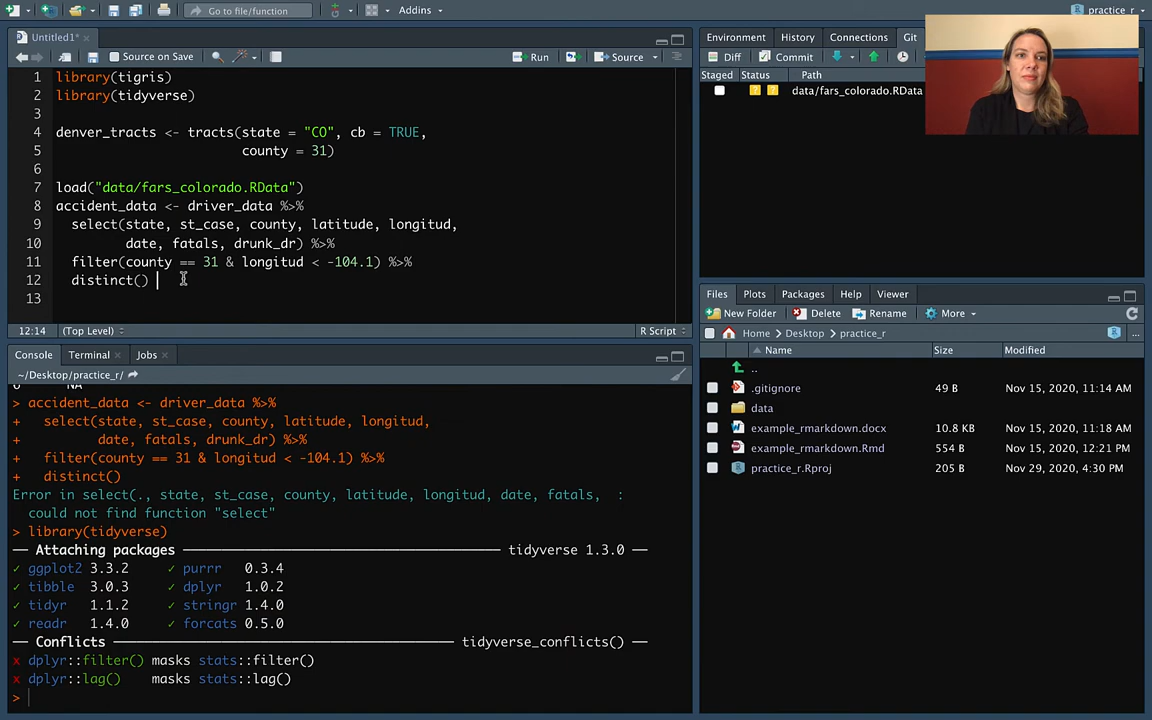 Go to file/function
Addins
practice_r
Untitled1*
Source on Save
Run
Source
1 library(tigris)
2 library(tidyverse)
3
4 denver_tracts <- tracts(state = "CO", cb = TRUE,
5 county = 31)
6
7 load("data/fars_colorado.RData")
8 accident_data <- driver_data %>%
9 select(state, st_case, county, latitude, longitud,
10 date, fatals, drunk_dr) %>%
11 filter(county == 31 & longitud < -104.1) %>%
12 distinct()
13
12:14 (Top Level) R Script
Console Terminal Jobs
~/Desktop/practice_r/
> accident_data <- driver_data %>%
+ select(state, st_case, county, latitude, longitud,
+ date, fatals, drunk_dr) %>%
+ filter(county == 31 & longitud < -104.1) %>%
+ distinct()
Error in select(., state, st_case, county, latitude, longitud, date, fatals, :
could not find function "select"
> library(tidyverse)
── Attaching packages ── tidyverse 1.3.0 ──
✓ ggplot2 3.3.2 ✓ purrr 0.3.4
✓ tibble 3.0.3 ✓ dplyr 1.0.2
✓ tidyr 1.1.2 ✓ stringr 1.4.0
✓ readr 1.4.0 ✓ forcats 0.5.0
── Conflicts ── tidyverse_conflicts() ──
x dplyr::filter() masks stats::filter()
x dplyr::lag() masks stats::lag()
>
Environment History Connections Git
Diff Commit
Staged Status Path
? ? data/fars_colorado.RData
Files Plots Packages Help Viewer
New Folder Delete Rename More
Home Desktop practice_r ...
Name Size Modified
..
.gitignore 49 B Nov 15, 2020, 11:14 AM
data
example_rmarkdown.docx 10.8 KB Nov 15, 2020, 11:18 AM
example_rmarkdown.Rmd 554 B Nov 15, 2020, 12:21 PM
practice_r.Rproj 205 B Nov 29, 2020, 4:30 PM